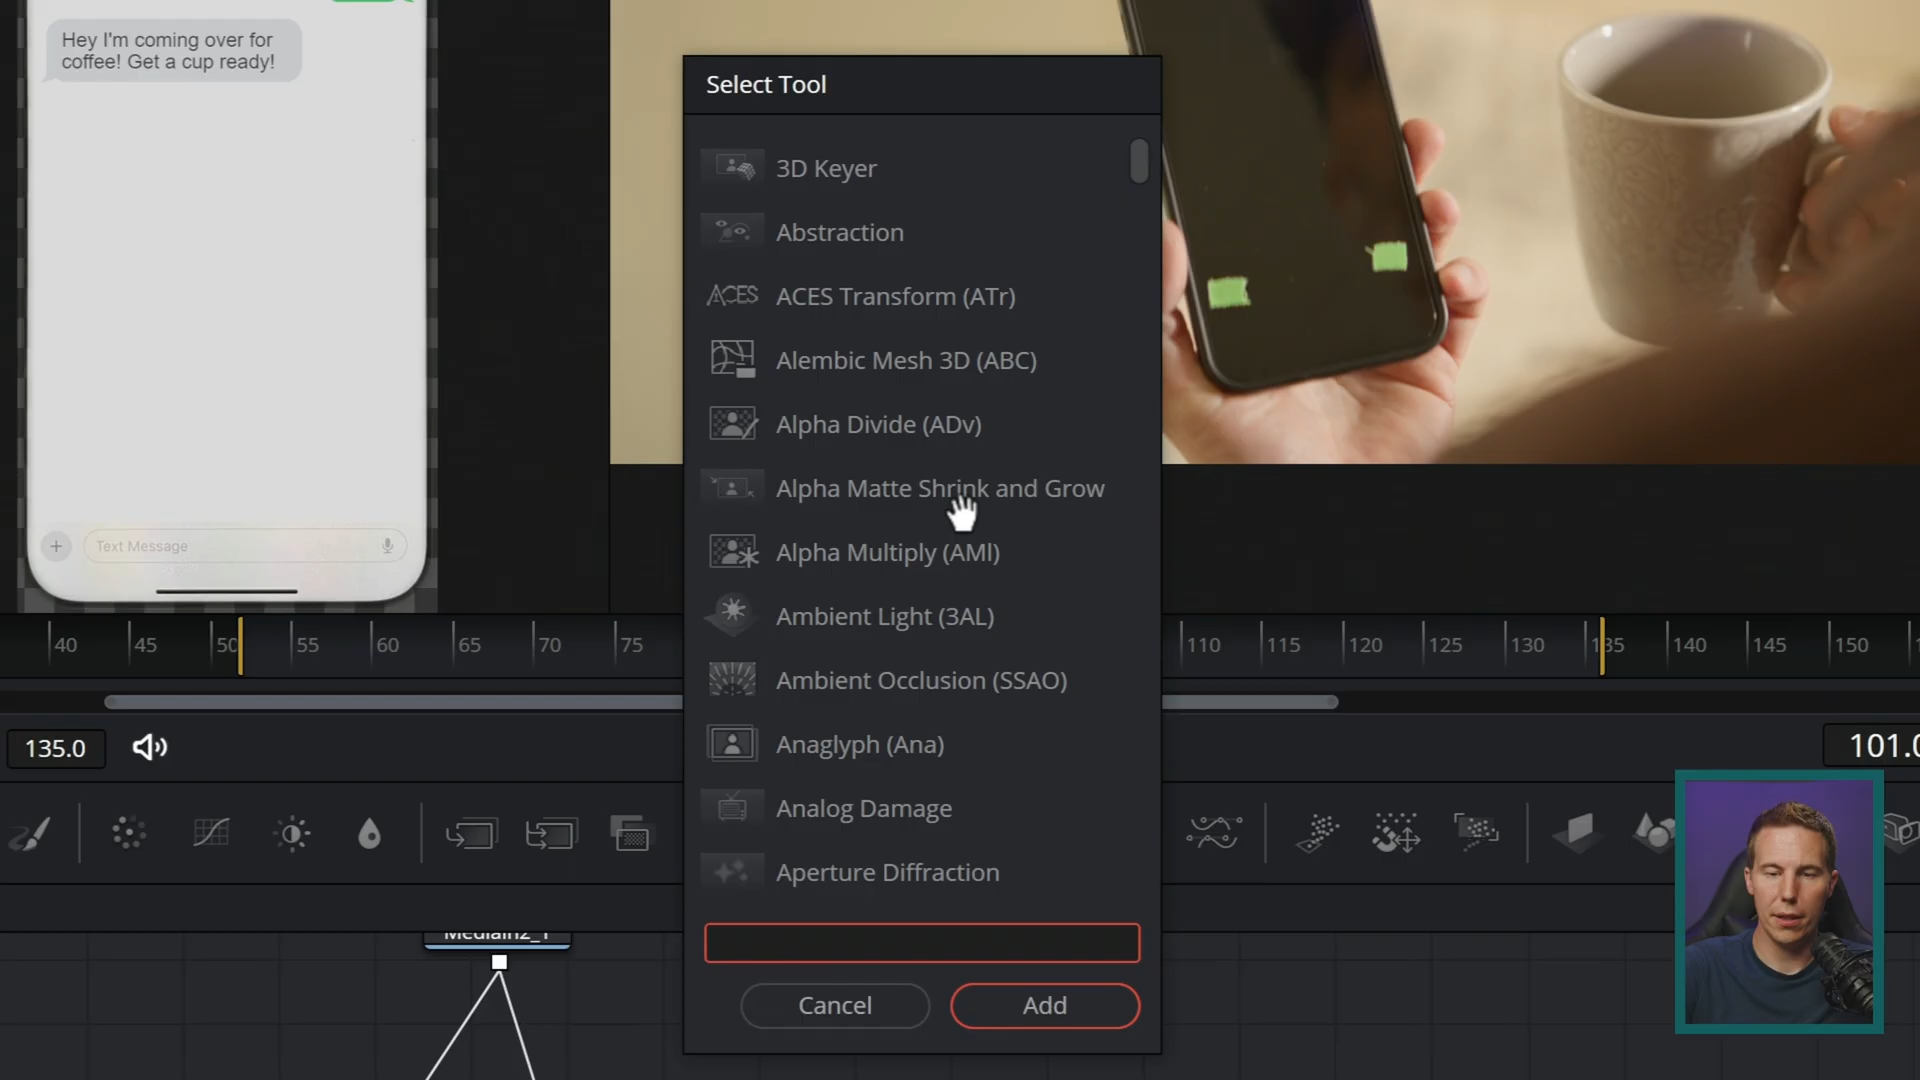 Hey I'm coming over for
coffee! Get a cup ready!
Text Message
Select Tool
3D Keyer
Abstraction
ACES
ACES Transform (ATr)
Alembic Mesh 3D (ABC)
Alpha Divide (ADv)
Alpha Matte Shrink and Grow
Alpha Multiply (AMl)
Ambient Light (3AL)
Ambient Occlusion (SSAO)
Anaglyph (Ana)
Analog Damage
Aperture Diffraction
Cancel
Add
40 45 50 55 60 65 70 75 110 115 120 125 130 135 140 145 150
135.0
101.0
MediaIn2_1